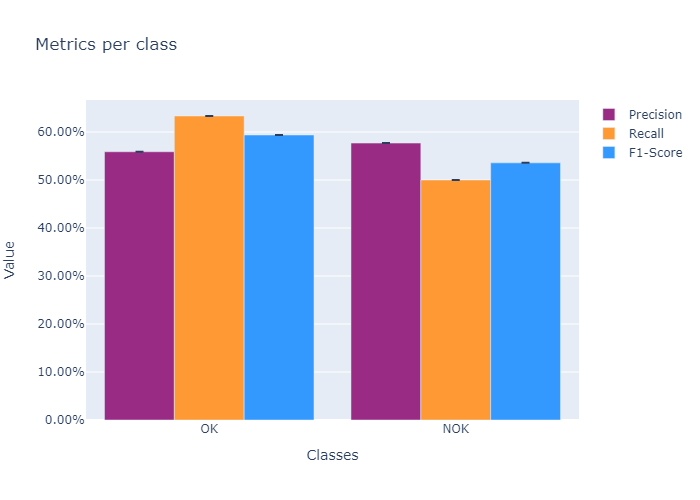 Metrics per class
Precision
Recall
F1-Score
60.00%
50.00%
40.00%
30.00%
20.00%
10.00%
0.00%
Value
OK
NOK
Classes